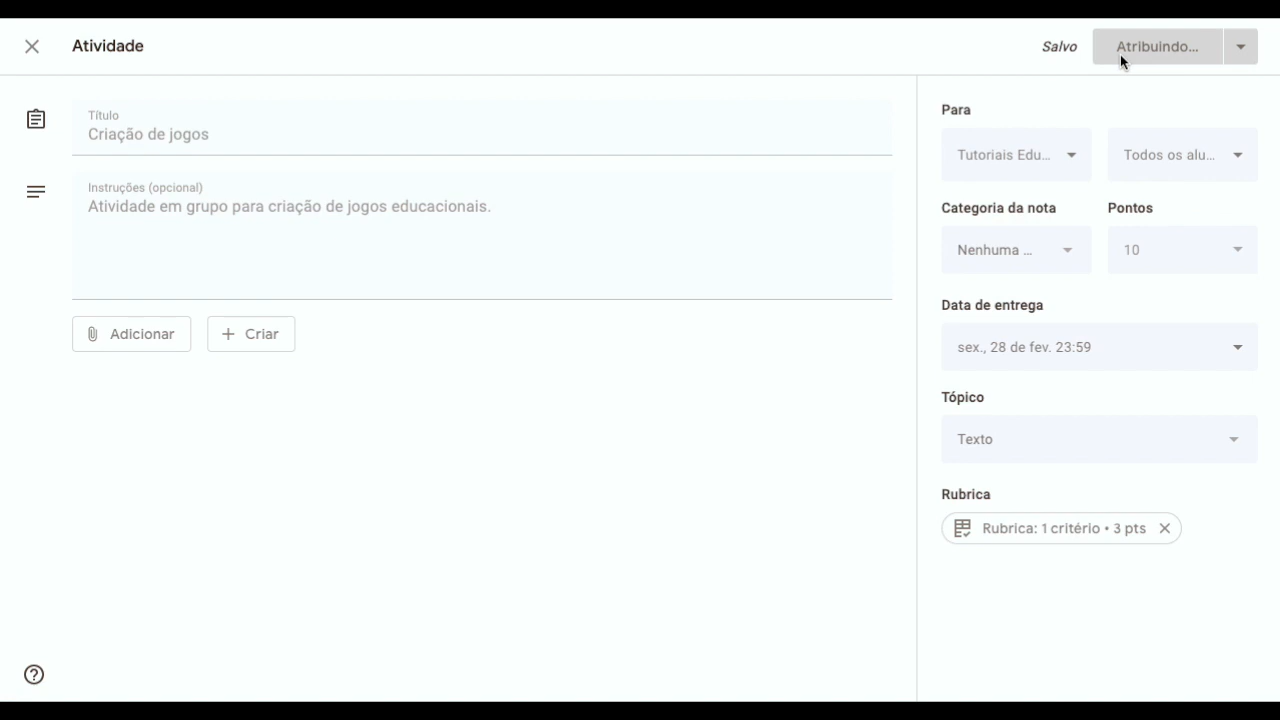 Atividade
Salvo
Atribuindo...
Título
Criação de jogos
Instruções (opcional)
Atividade em grupo para criação de jogos educacionais.
Adicionar
Criar
Para
Tutoriais Edu...
Todos os alu...
Categoria da nota
Pontos
Nenhuma ...
10
Data de entrega
sex., 28 de fev. 23:59
Tópico
Texto
Rubrica
Rubrica: 1 critério • 3 pts